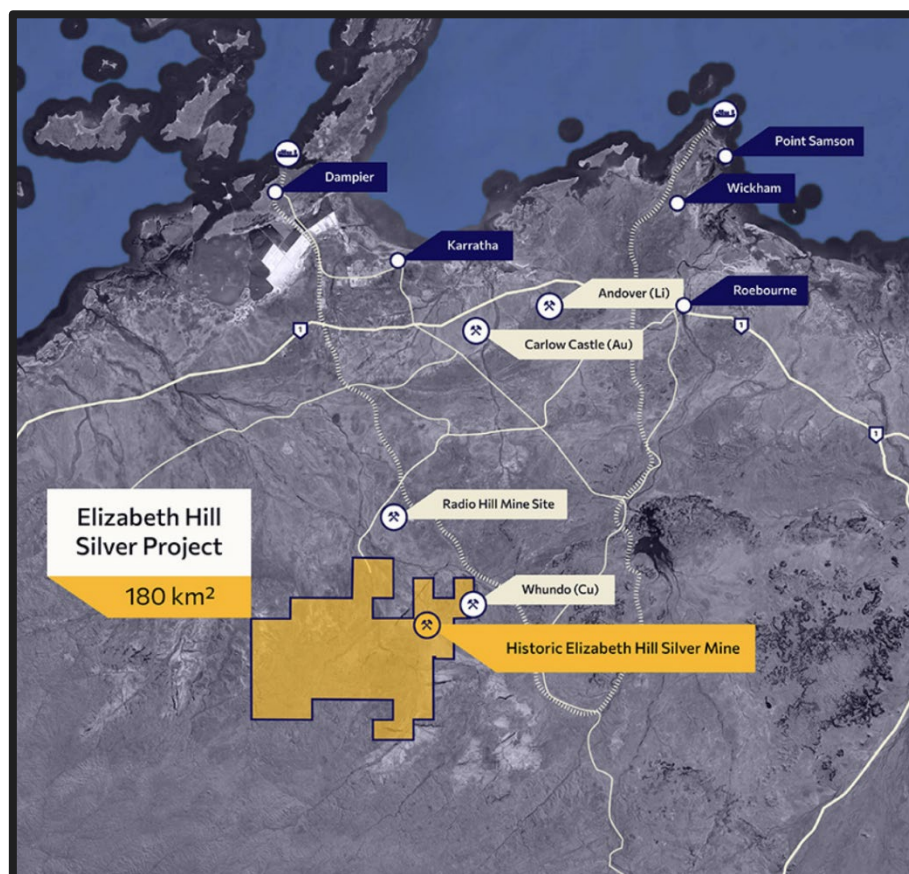 Point Samson
Dampier
Wickham
Karratha
Andover (Li)
Roebourne
1
1
Carlow Castle (Au)
1
Radio Hill Mine Site
Elizabeth Hill
Silver Project
180 km²
Whundo (Cu)
Historic Elizabeth Hill Silver Mine